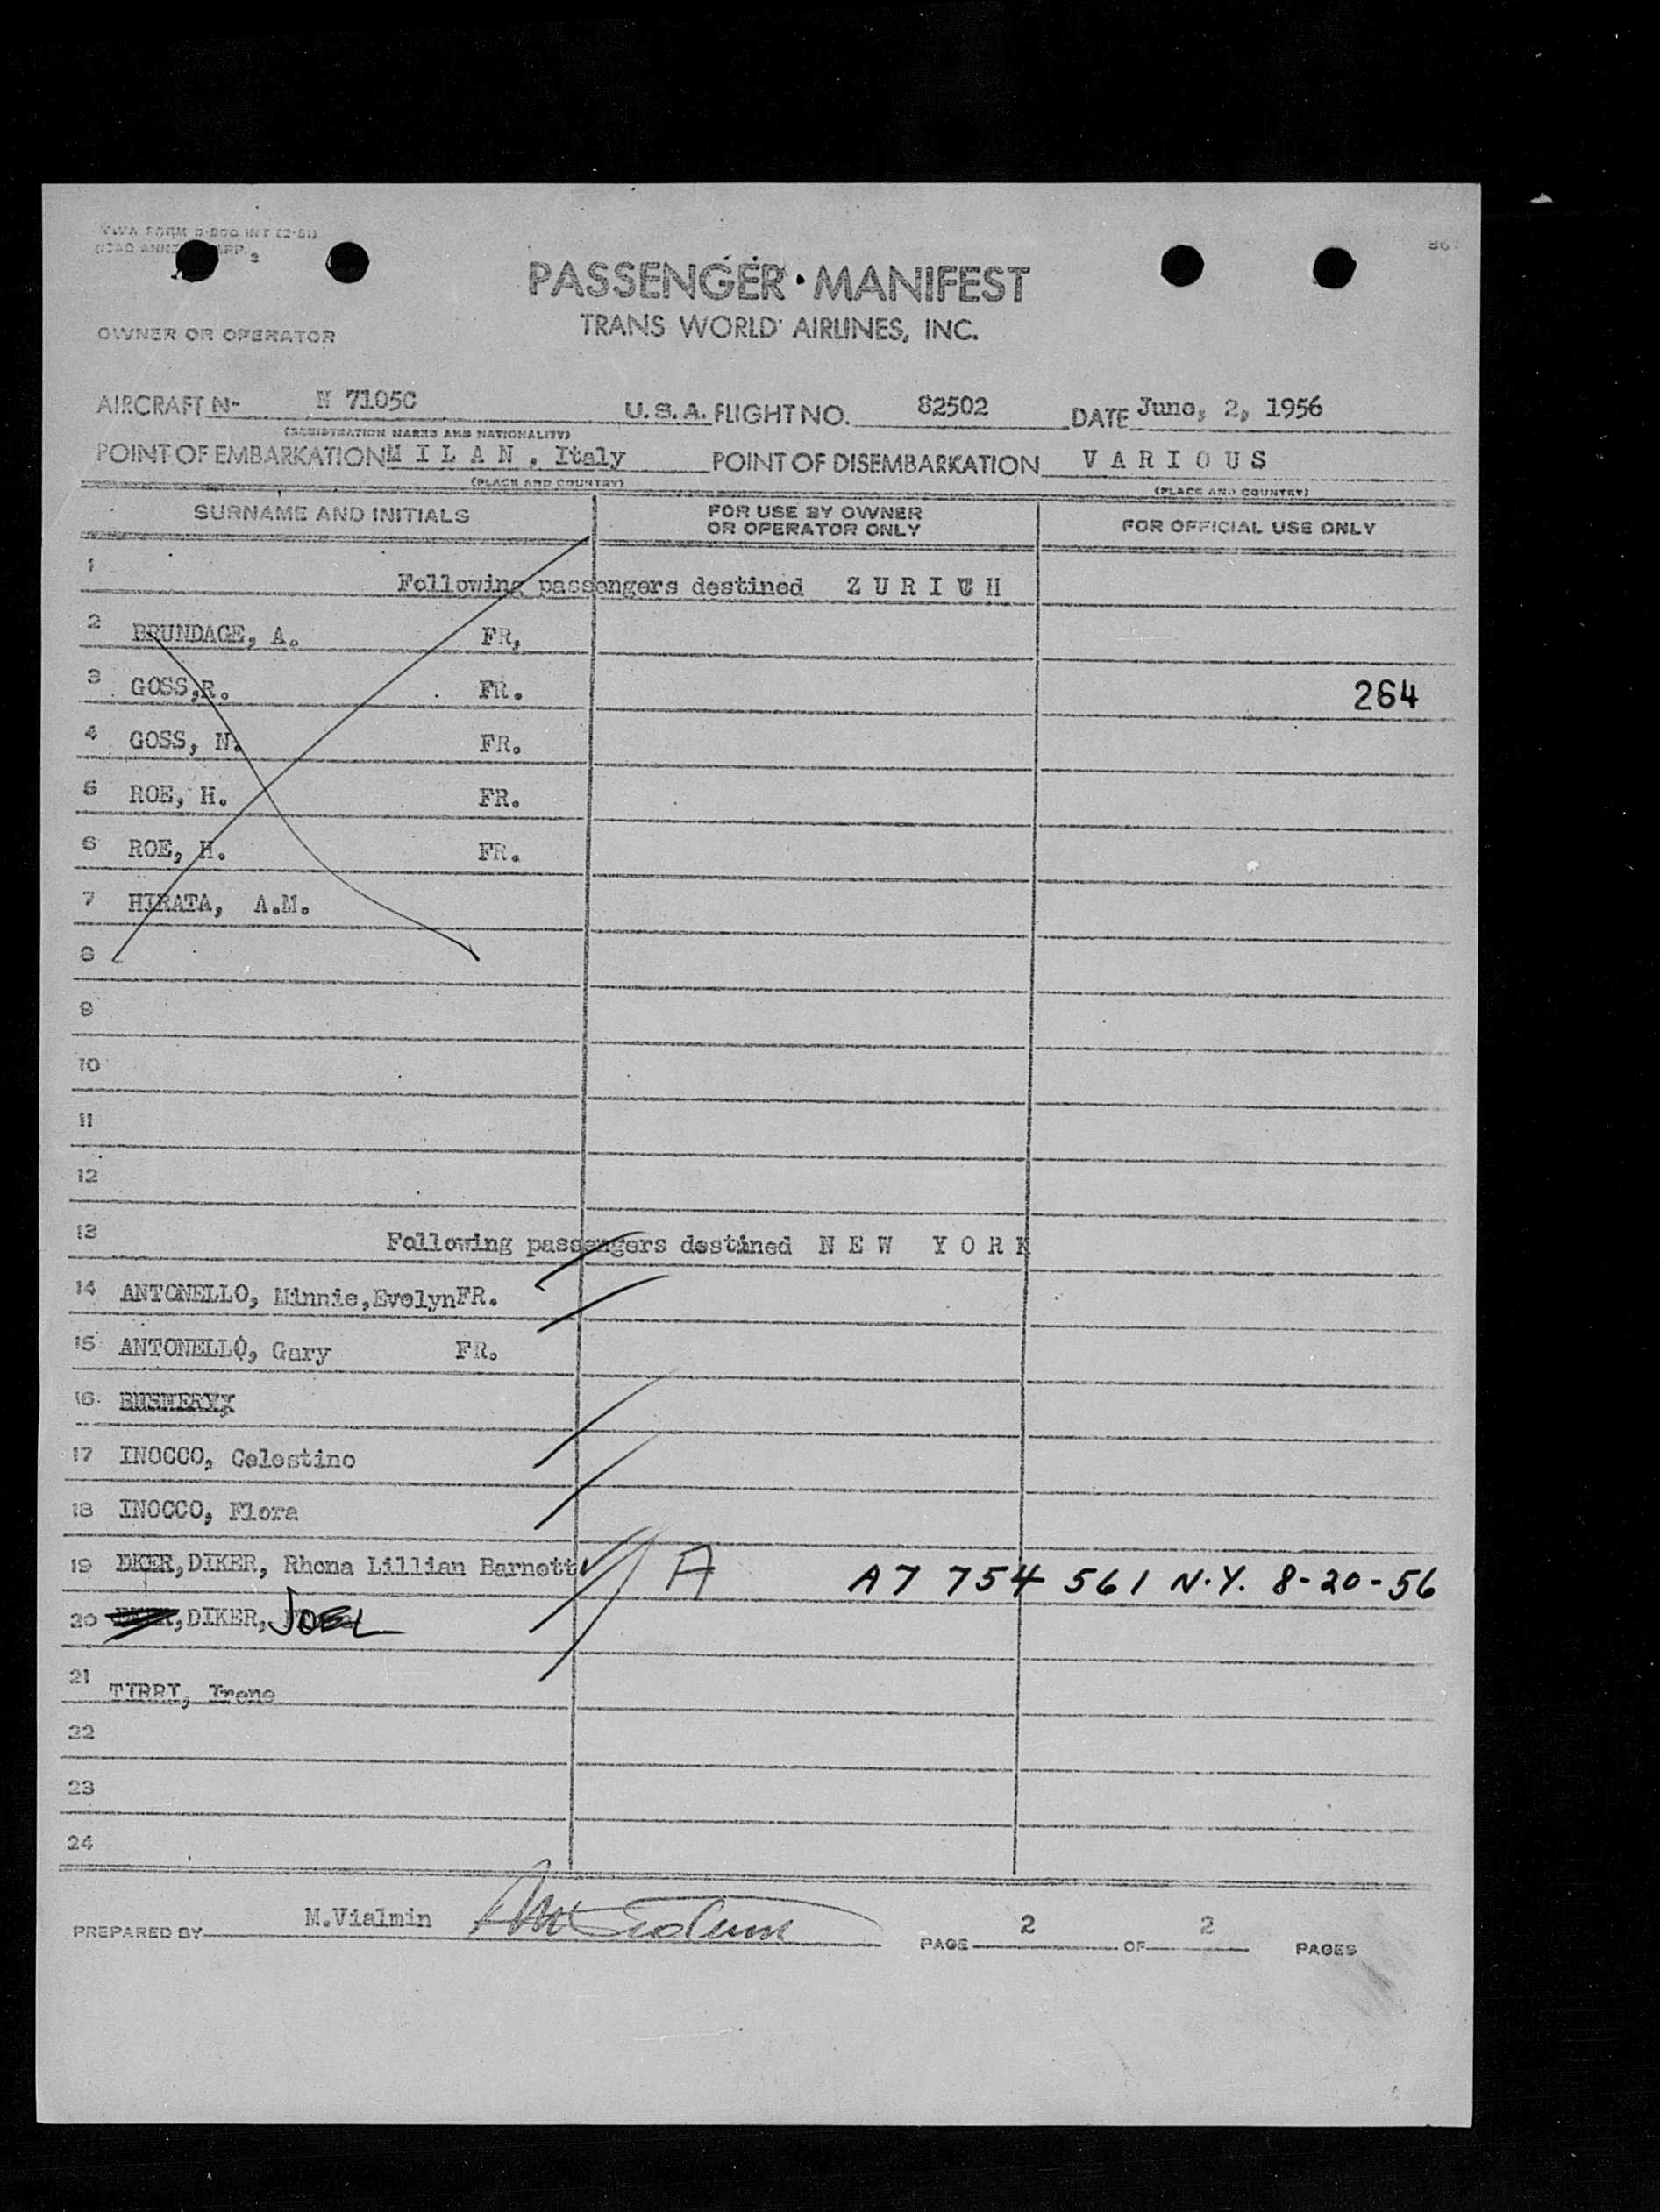 PASSENGER • MANIFEST
TRANS WORLD AIRLINES, INC.
OWNER OR OPERATOR
AIRCRAFT N- N 7105C U.S.A. FLIGHT NO. 82502 DATE June, 2, 1956
(REGISTRATION MARKS AND NATIONALITY)
POINT OF EMBARKATION M I L A N . Italy POINT OF DISEMBARKATION V A R I O U S
(PLACE AND COUNTRY) (PLACE AND COUNTRY)
SURNAME AND INITIALS FOR USE BY OWNER OR OPERATOR ONLY FOR OFFICIAL USE ONLY
1 Following passengers destined Z U R I C H
2 BRUNDAGE, A. FR,
3 GOSS,R. FR. 264
4 GOSS, N. FR.
5 ROE, H. FR.
6 ROE, H. FR.
7 HIRATA, A.M.
8
9
10
11
12
13 Following passengers destined N E W Y O R K
14 ANTONELLO, Minnie,Evelyn FR.
15 ANTONELLO, Gary FR.
16
17 INOCCO, Celestino
18 INOCCO, Flora
19 DKER, DIKER, Rhona Lillian Barnett A A7 754 561 N.Y. 8-20-56
20 DIKER, JOEL
21 TIRRI, Irene
22
23
24
PREPARED BY M.Vialmin PAGE 2 OF 2 PAGES